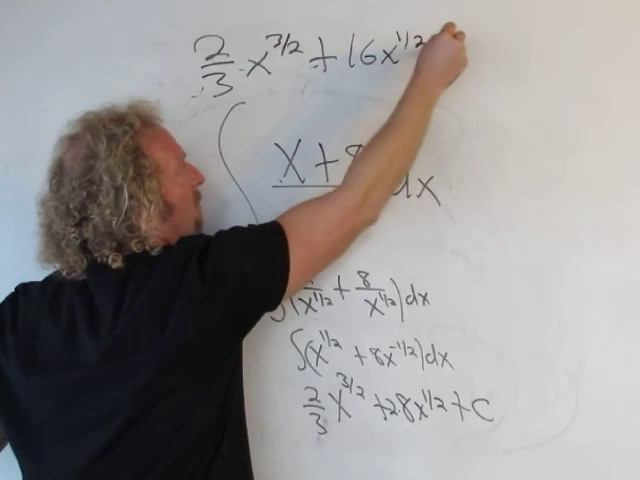 2/3 · x^3/2 + 16x^1/2
x + 8 dx
∫(x/x^1/2 + 8/x^1/2)dx
∫(x^1/2 + 8x^-1/2)dx
2/3 x^3/2 + 2·8x^1/2 + C